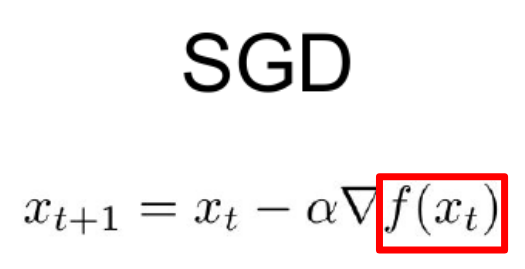 SGD
x_{t+1} = x_t − α∇f(x_t)